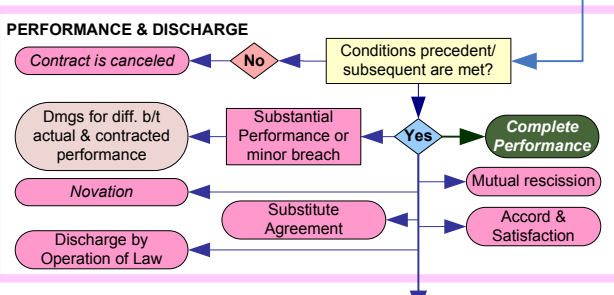 PERFORMANCE & DISCHARGE
Contract is canceled
No
Conditions precedent/
subsequent are met?
Dmgs for diff. b/t
actual & contracted
performance
Substantial
Performance or
minor breach
Yes
Complete
Performance
Novation
Mutual rescission
Substitute
Agreement
Accord &
Satisfaction
Discharge by
Operation of Law